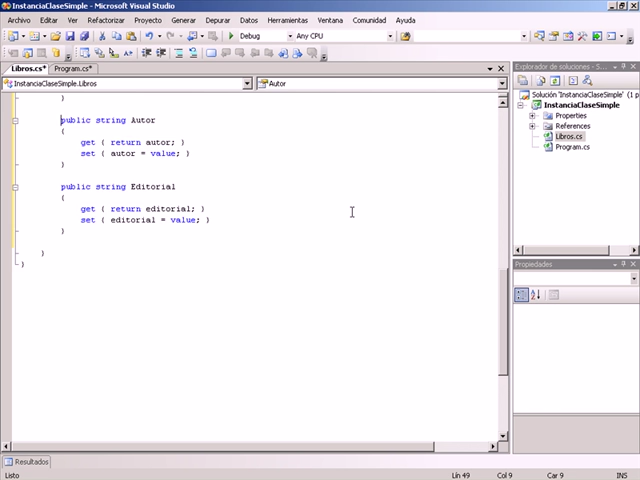 InstanciaClaseSimple - Microsoft Visual Studio
Archivo Editar Ver Refactorizar Proyecto Generar Depurar Datos Herramientas Ventana Comunidad Ayuda
Debug Any CPU
Libros.cs* Program.cs*
InstanciaClaseSimple.Libros Autor
}
public string Autor
{
get { return autor; }
set { autor = value; }
}
public string Editorial
{
get { return editorial; }
set { editorial = value; }
}
}
}
Explorador de soluciones - S...
Solución 'InstanciaClaseSimple' (1 p
InstanciaClaseSimple
Properties
References
Libros.cs
Program.cs
Propiedades
Resultados
Listo Lín 49 Col 9 Car 9 INS